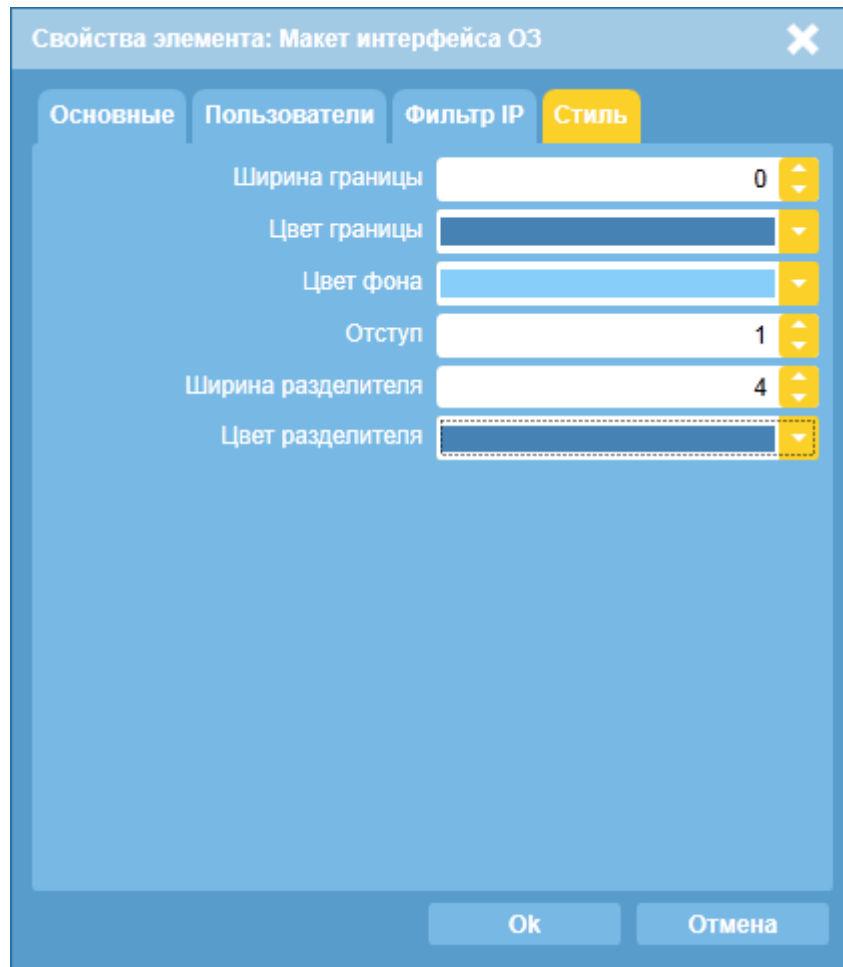 Свойства элемента: Макет интерфейса ОЗ
Основные Пользователи Фильтр IP Стиль
Ширина границы 0
Цвет границы
Цвет фона
Отступ 1
Ширина разделителя 4
Цвет разделителя
Ok Отмена